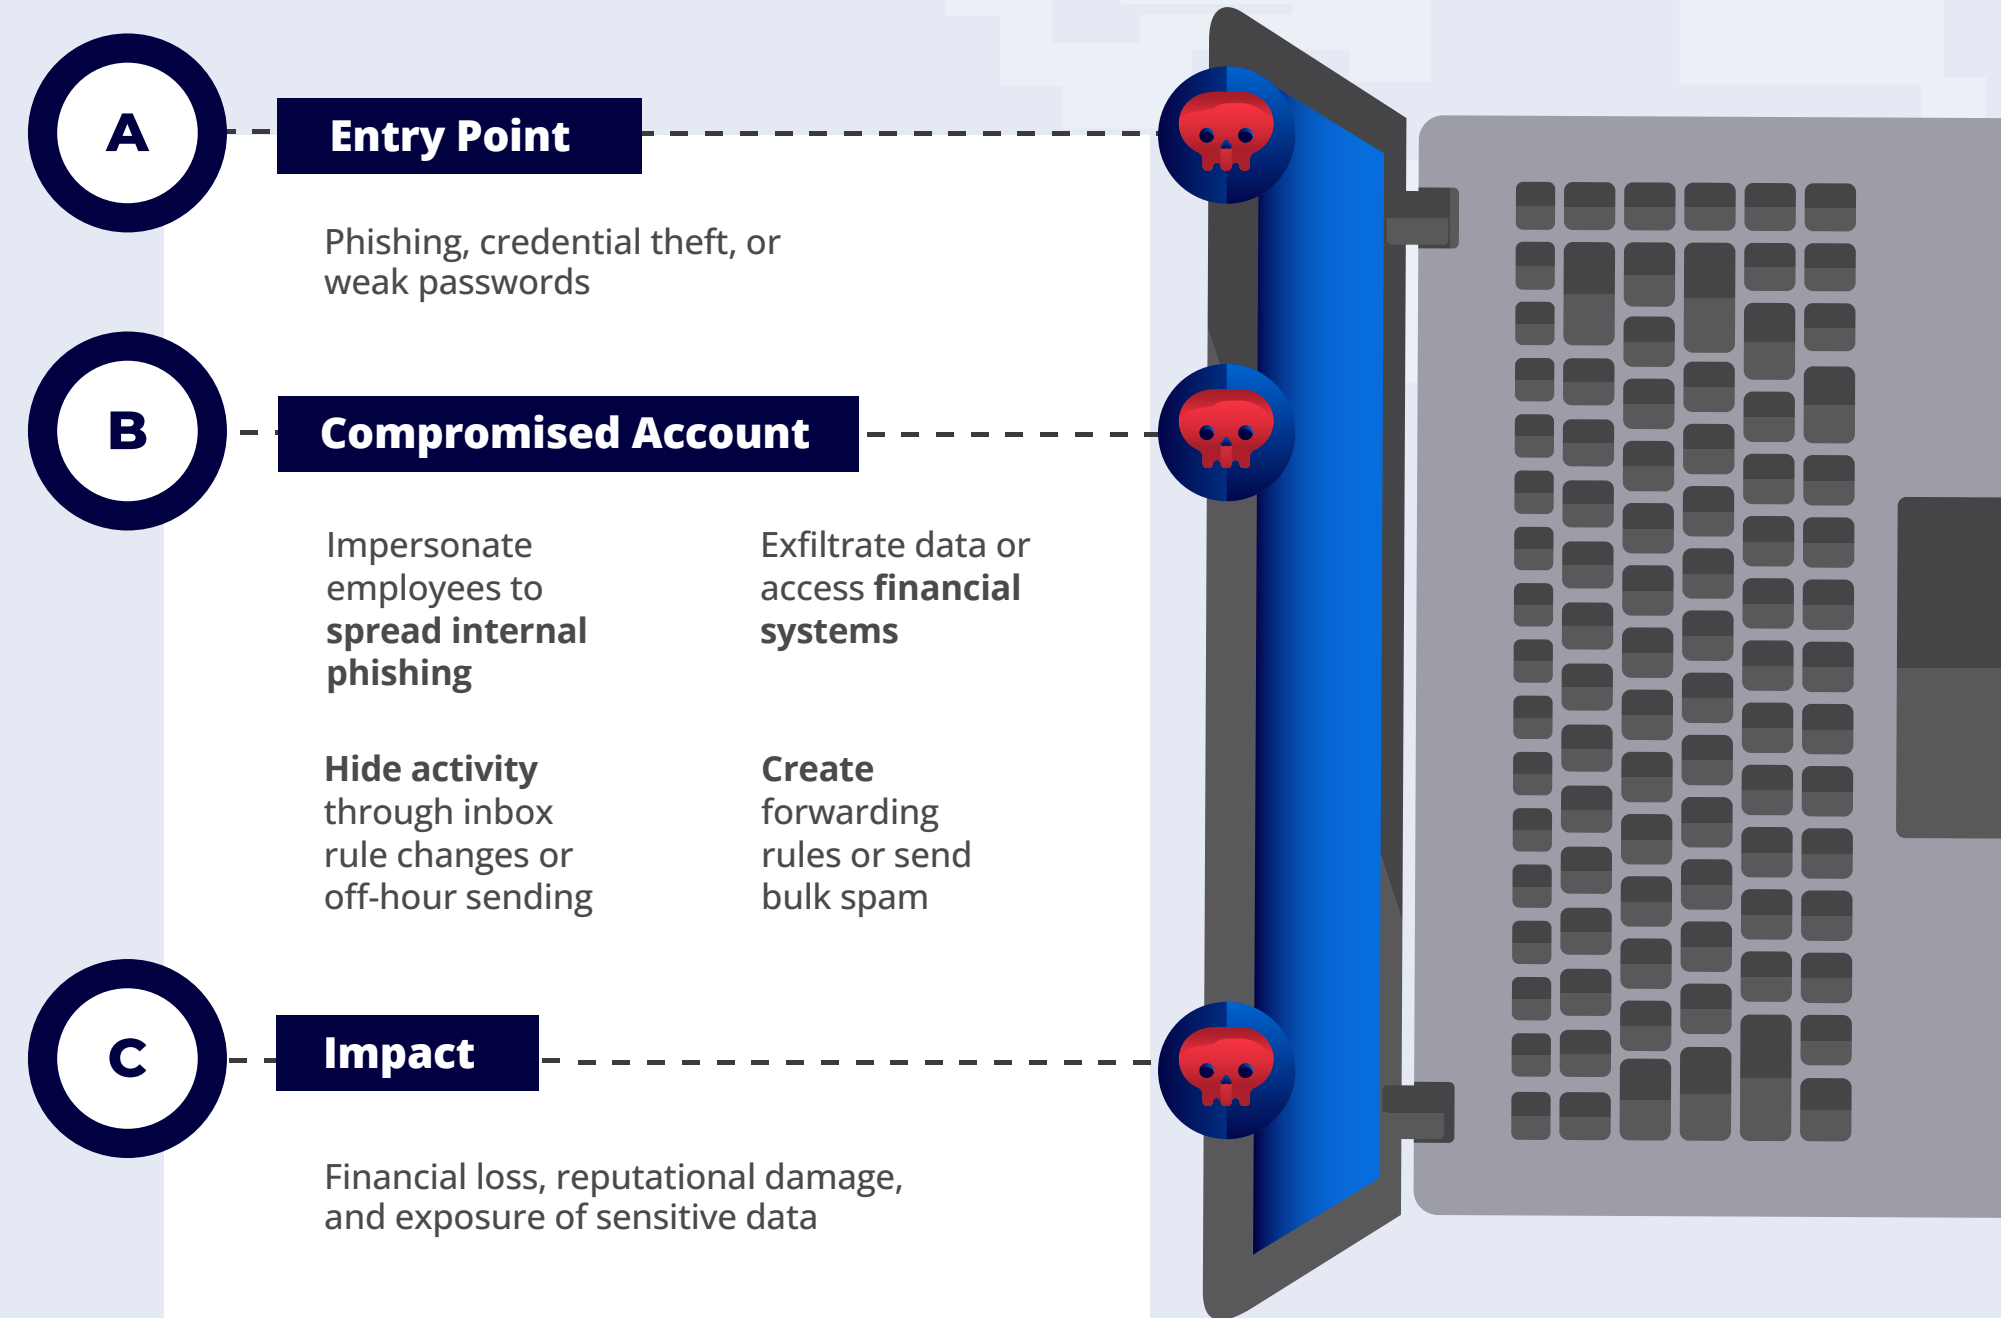 A
Entry Point
Phishing, credential theft, or
weak passwords
B
Compromised Account
Impersonate
employees to
spread internal
phishing
Exfiltrate data or
access financial
systems
Hide activity
through inbox
rule changes or
off-hour sending
Create
forwarding
rules or send
bulk spam
C
Impact
Financial loss, reputational damage,
and exposure of sensitive data